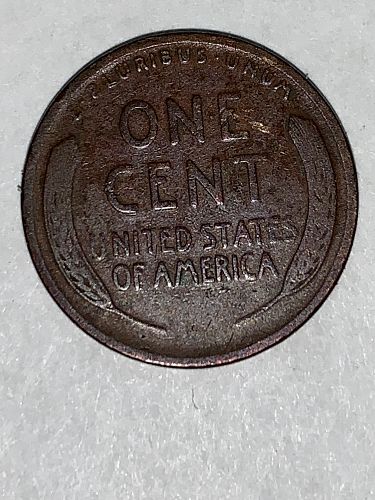 E · PLURIBUS · UNUM
ONE
CENT
UNITED STATES
OF AMERICA